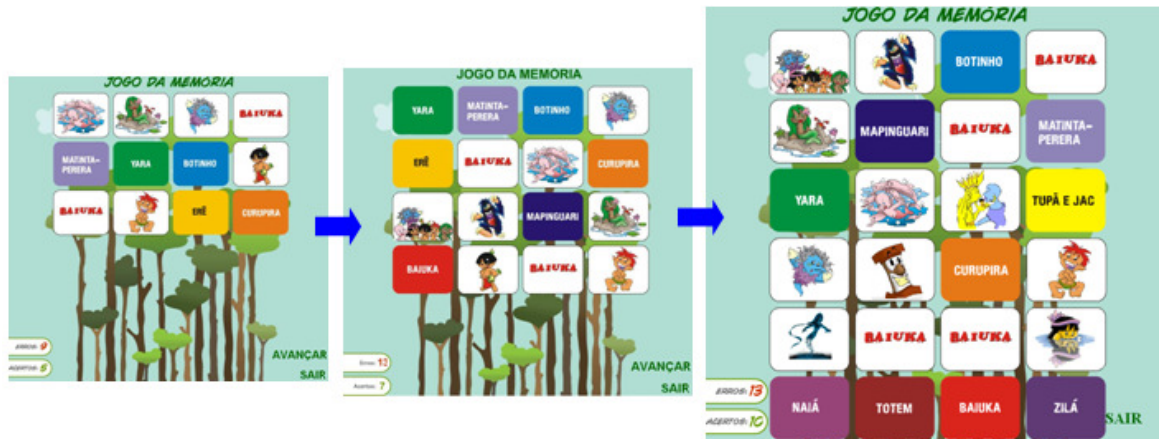 JOGO DA MEMÓRIA
BAIUKA
MATINTA-
PERERA
YARA
BOTINHO
BAIUKA
ERÊ
CURUPIRA
ERROS: 9
ACERTOS: 5
AVANÇAR
SAIR
JOGO DA MEMÓRIA
YARA
MATINTA-
PERERA
BOTINHO
ERÊ
BAIUKA
CURUPIRA
MAPINGUARI
BAIUKA
BAIUKA
Erros: 12
Acertos: 7
AVANÇAR
SAIR
JOGO DA MEMÓRIA
BOTINHO
BAIUKA
MAPINGUARI
BAIUKA
MATINTA-
PERERA
YARA
TUPÃ E JAC
CURUPIRA
BAIUKA
BAIUKA
ERROS: 13
ACERTOS: 10
NAIÁ
TOTEM
BAIUKA
ZILÁ
SAIR